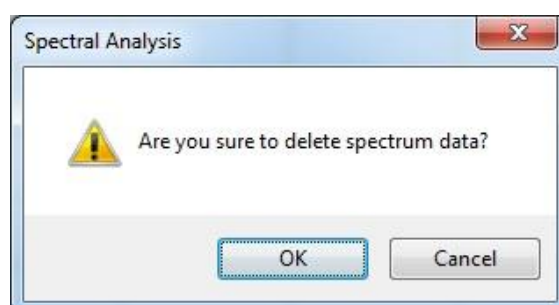 Spectral Analysis
Are you sure to delete spectrum data?
OK
Cancel